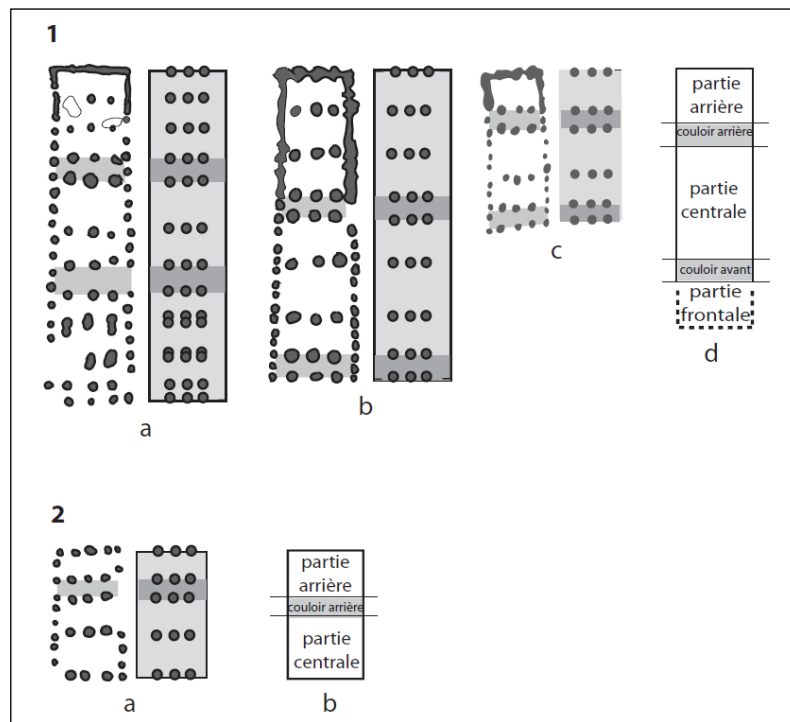 1
partie
arrière
couloir arrière
partie
centrale
couloir avant
partie
frontale
a
b
c
d
2
partie
arrière
couloir arrière
partie
centrale
a
b